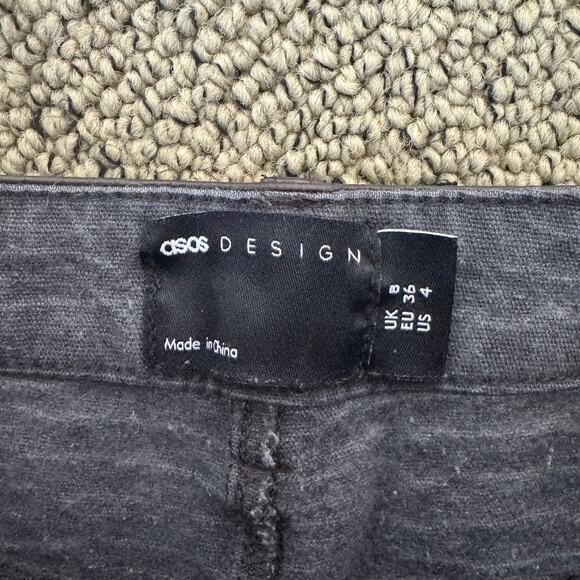 asos DESIGN
Made in China
UK 8
EU 36
US 4